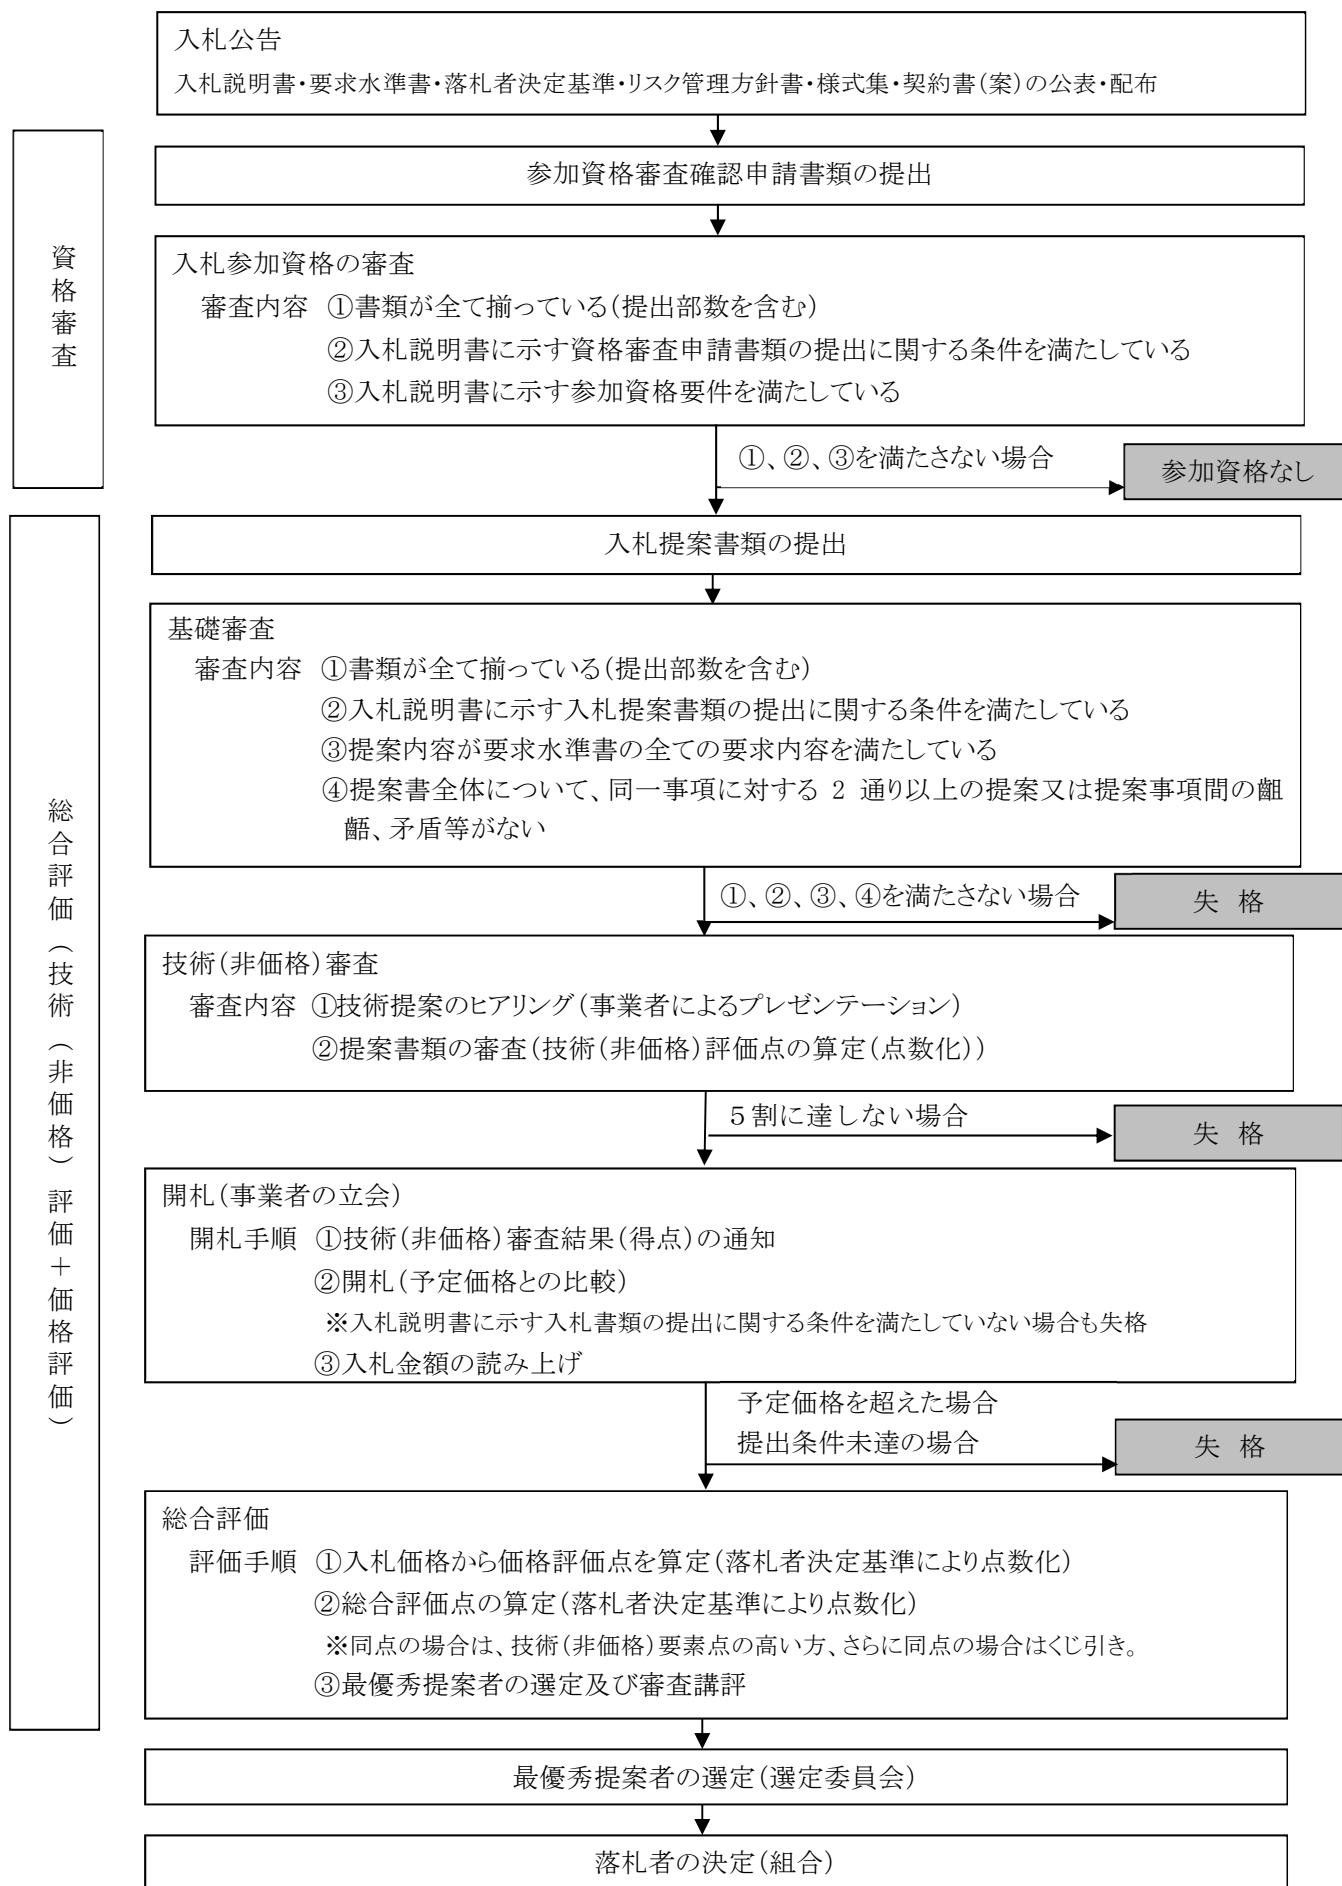 入札公告
入札説明書・要求水準書・落札者決定基準・リスク管理方針書・様式集・契約書(案)の公表・配布
資格審査
参加資格審査確認申請書類の提出
入札参加資格の審査
審査内容 ①書類が全て揃っている(提出部数を含む)
②入札説明書に示す資格審査申請書類の提出に関する条件を満たしている
③入札説明書に示す参加資格要件を満たしている
①、②、③を満たさない場合
参加資格なし
総合評価(技術(非価格)評価+価格評価)
入札提案書類の提出
基礎審査
審査内容 ①書類が全て揃っている(提出部数を含む)
②入札説明書に示す入札提案書類の提出に関する条件を満たしている
③提案内容が要求水準書の全ての要求内容を満たしている
④提案書全体について、同一事項に対する 2 通り以上の提案又は提案事項間の齟
齬、矛盾等がない
①、②、③、④を満たさない場合
失 格
技術(非価格)審査
審査内容 ①技術提案のヒアリング(事業者によるプレゼンテーション)
②提案書類の審査(技術(非価格)評価点の算定(点数化))
5割に達しない場合
失 格
開札(事業者の立会)
開札手順 ①技術(非価格)審査結果(得点)の通知
②開札(予定価格との比較)
※入札説明書に示す入札書類の提出に関する条件を満たしていない場合も失格
③入札金額の読み上げ
予定価格を超えた場合
提出条件未達の場合
失 格
総合評価
評価手順 ①入札価格から価格評価点を算定(落札者決定基準により点数化)
②総合評価点の算定(落札者決定基準により点数化)
※同点の場合は、技術(非価格)要素点の高い方、さらに同点の場合はくじ引き。
③最優秀提案者の選定及び審査講評
最優秀提案者の選定(選定委員会)
落札者の決定(組合)